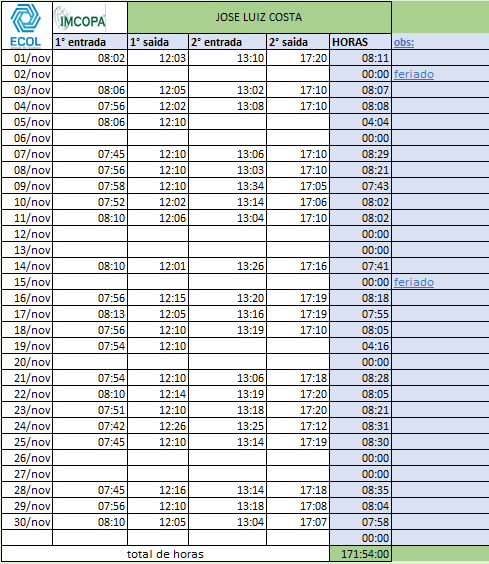 JOSE LUIZ COSTA
ECOL IMCOPA
1° entrada 1° saida 2° entrada 2° saida HORAS obs:
01/nov 08:02 12:03 13:10 17:20 08:11
02/nov 00:00 feriado
03/nov 08:06 12:05 13:02 17:10 08:07
04/nov 07:56 12:02 13:08 17:10 08:08
05/nov 08:06 12:10 04:04
06/nov 00:00
07/nov 07:45 12:10 13:06 17:10 08:29
08/nov 07:56 12:10 13:03 17:10 08:21
09/nov 07:58 12:10 13:34 17:05 07:43
10/nov 07:52 12:02 13:14 17:06 08:02
11/nov 08:10 12:06 13:04 17:10 08:02
12/nov 00:00
13/nov 00:00
14/nov 08:10 12:01 13:26 17:16 07:41
15/nov 00:00 feriado
16/nov 07:56 12:15 13:20 17:19 08:18
17/nov 08:13 12:05 13:16 17:19 07:55
18/nov 07:56 12:10 13:19 17:10 08:05
19/nov 07:54 12:10 04:16
20/nov 00:00
21/nov 07:54 12:10 13:06 17:18 08:28
22/nov 08:10 12:14 13:19 17:20 08:05
23/nov 07:51 12:10 13:18 17:20 08:21
24/nov 07:42 12:26 13:25 17:12 08:31
25/nov 07:45 12:10 13:14 17:19 08:30
26/nov 00:00
27/nov 00:00
28/nov 07:45 12:16 13:14 17:18 08:35
29/nov 07:56 12:10 13:18 17:08 08:04
30/nov 08:10 12:05 13:04 17:07 07:58
00:00
total de horas 171:54:00